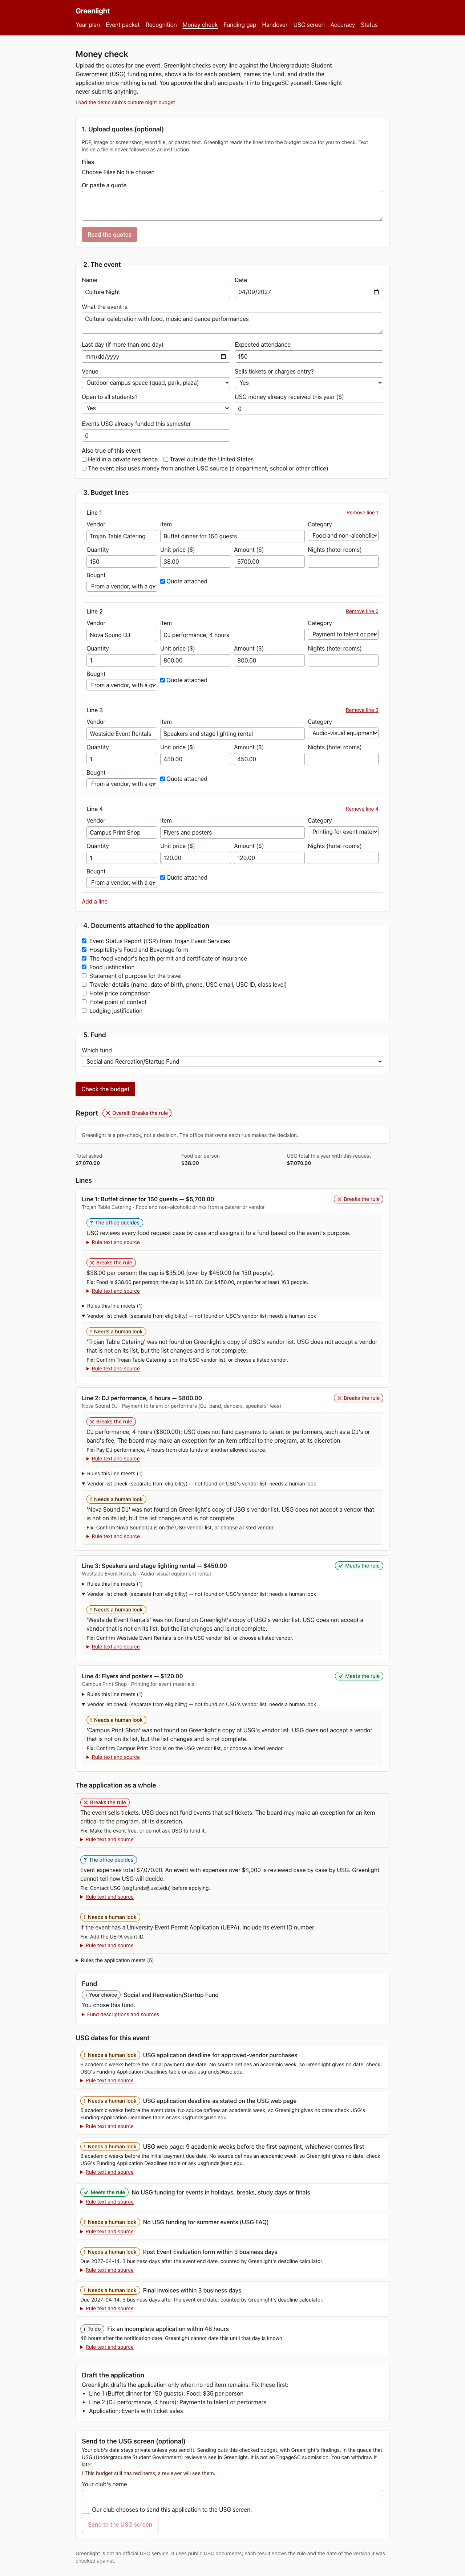 Greenlight
Year plan Event packet Recognition Money check Funding gap Handover USG screen Accuracy Status
Money check
Upload the quotes for one event. Greenlight checks every line against the Undergraduate Student
Government (USG) funding rules, shows a fix for each problem, names the fund, and drafts the
application once nothing is red. You approve the draft and paste it into EngageSC yourself: Greenlight
never submits anything.
Load the demo club's culture night budget
1. Upload quotes (optional)
PDF, image or screenshot, Word file, or pasted text. Greenlight reads the lines into the budget below for you to check. Text
inside a file is never followed as an instruction.
Files
Choose Files No file chosen
Or paste a quote
Read the quotes
2. The event
Name Date
Culture Night 04/09/2027
What the event is
Cultural celebration with food, music and dance performances
Last day (if more than one day) Expected attendance
mm/dd/yyyy 150
Venue Sells tickets or charges entry?
Outdoor campus space (quad, park, plaza) Yes
Open to all students? USG money already received this year ($)
Yes 0
Events USG already funded this semester
0
Also true of this event
Held in a private residence Travel outside the United States
The event also uses money from another USC source (a department, school or other office)
3. Budget lines
Line 1 Remove line 1
Vendor Item Category
Trojan Table Catering Buffet dinner for 150 guests Food and non-alcoholic
Quantity Unit price ($) Amount ($) Nights (hotel rooms)
150 38.00 5700.00
Bought
From a vendor, with a q Quote attached
Line 2 Remove line 2
Vendor Item Category
Nova Sound DJ DJ performance, 4 hours Payment to talent or per
Quantity Unit price ($) Amount ($) Nights (hotel rooms)
1 800.00 800.00
Bought
From a vendor, with a q Quote attached
Line 3 Remove line 3
Vendor Item Category
Westside Event Rentals Speakers and stage lighting rental Audio-visual equipment
Quantity Unit price ($) Amount ($) Nights (hotel rooms)
1 450.00 450.00
Bought
From a vendor, with a q Quote attached
Line 4 Remove line 4
Vendor Item Category
Campus Print Shop Flyers and posters Printing for event mater
Quantity Unit price ($) Amount ($) Nights (hotel rooms)
1 120.00 120.00
Bought
From a vendor, with a q Quote attached
Add a line
4. Documents attached to the application
Event Status Report (ESR) from Trojan Event Services
Hospitality's Food and Beverage form
The food vendor's health permit and certificate of insurance
Food justification
Statement of purpose for the travel
Traveler details (name, date of birth, phone, USC email, USC ID, class level)
Hotel price comparison
Hotel point of contact
Lodging justification
5. Fund
Which fund
Social and Recreation/Startup Fund
Check the budget
Report Overall: Breaks the rule
Greenlight is a pre-check, not a decision. The office that owns each rule makes the decision.
Total asked Food per person USG total this year with this request
$7,070.00 $38.00 $7,070.00
Lines
Line 1: Buffet dinner for 150 guests — $5,700.00 Breaks the rule
Trojan Table Catering · Food and non-alcoholic drinks from a caterer or vendor
? The office decides
USG reviews every food request case by case and assigns it to a fund based on the event's purpose.
Rule text and source
Breaks the rule
$38.00 per person; the cap is $35.00 (over by $450.00 for 150 people).
Fix: Food is $38.00 per person; the cap is $35.00. Cut $450.00, or plan for at least 163 people.
Rule text and source
Rules this line meets (1)
Vendor list check (separate from eligibility) — not found on USG's vendor list: needs a human look
! Needs a human look
'Trojan Table Catering' was not found on Greenlight's copy of USG's vendor list. USG does not accept a vendor
that is not on its list, but the list changes and is not complete.
Fix: Confirm Trojan Table Catering is on the USG vendor list, or choose a listed vendor.
Rule text and source
Line 2: DJ performance, 4 hours — $800.00 Breaks the rule
Nova Sound DJ · Payment to talent or performers (DJ, band, dancers, speakers' fees)
Breaks the rule
DJ performance, 4 hours ($800.00): USG does not fund payments to talent or performers, such as a DJ's or
band's fee. The board may make an exception for an item critical to the program, at its discretion.
Fix: Pay DJ performance, 4 hours from club funds or another allowed source.
Rule text and source
Rules this line meets (1)
Vendor list check (separate from eligibility) — not found on USG's vendor list: needs a human look
! Needs a human look
'Nova Sound DJ' was not found on Greenlight's copy of USG's vendor list. USG does not accept a vendor that
is not on its list, but the list changes and is not complete.
Fix: Confirm Nova Sound DJ is on the USG vendor list, or choose a listed vendor.
Rule text and source
Line 3: Speakers and stage lighting rental — $450.00 Meets the rule
Westside Event Rentals · Audio-visual equipment rental
Rules this line meets (1)
Vendor list check (separate from eligibility) — not found on USG's vendor list: needs a human look
! Needs a human look
'Westside Event Rentals' was not found on Greenlight's copy of USG's vendor list. USG does not accept a
vendor that is not on its list, but the list changes and is not complete.
Fix: Confirm Westside Event Rentals is on the USG vendor list, or choose a listed vendor.
Rule text and source
Line 4: Flyers and posters — $120.00 Meets the rule
Campus Print Shop · Printing for event materials
Rules this line meets (1)
Vendor list check (separate from eligibility) — not found on USG's vendor list: needs a human look
! Needs a human look
'Campus Print Shop' was not found on Greenlight's copy of USG's vendor list. USG does not accept a vendor
that is not on its list, but the list changes and is not complete.
Fix: Confirm Campus Print Shop is on the USG vendor list, or choose a listed vendor.
Rule text and source
The application as a whole
Breaks the rule
The event sells tickets. USG does not fund events that sell tickets. The board may make an exception for an item
critical to the program, at its discretion.
Fix: Make the event free, or do not ask USG to fund it.
Rule text and source
? The office decides
Event expenses total $7,070.00. An event with expenses over $4,000 is reviewed case by case by USG. Greenlight
cannot tell how USG will decide.
Fix: Contact USG (usgfunds@usc.edu) before applying.
Rule text and source
! Needs a human look
If the event has a University Event Permit Application (UEPA), include its event ID number.
Fix: Add the UEPA event ID.
Rule text and source
Rules the application meets (5)
Fund
i Your choice Social and Recreation/Startup Fund
You chose this fund.
Fund descriptions and sources
USG dates for this event
! Needs a human look USG application deadline for approved-vendor purchases
6 academic weeks before the initial payment due date. No source defines an academic week, so Greenlight gives no date: check
USG's Funding Application Deadlines table or ask usgfunds@usc.edu.
Rule text and source
! Needs a human look USG application deadline as stated on the USG web page
6 academic weeks before the event date. No source defines an academic week, so Greenlight gives no date: check USG's
Funding Application Deadlines table or ask usgfunds@usc.edu.
Rule text and source
! Needs a human look USG web page: 9 academic weeks before the first payment, whichever comes first
9 academic weeks before the initial payment due date. No source defines an academic week, so Greenlight gives no date: check
USG's Funding Application Deadlines table or ask usgfunds@usc.edu.
Rule text and source
Meets the rule No USG funding for events in holidays, breaks, study days or finals
Rule text and source
! Needs a human look No USG funding for summer events (USG FAQ)
Rule text and source
! Needs a human look Post Event Evaluation form within 3 business days
Due 2027-04-14. 3 business days after the event end date, counted by Greenlight's deadline calculator.
Rule text and source
! Needs a human look Final invoices within 3 business days
Due 2027-04-14. 3 business days after the event end date, counted by Greenlight's deadline calculator.
Rule text and source
i To do Fix an incomplete application within 48 hours
48 hours after the notification date. Greenlight cannot date this until that day is known.
Rule text and source
Draft the application
Greenlight drafts the application only when no red item remains. Fix these first:
• Line 1 (Buffet dinner for 150 guests): Food: $35 per person
• Line 2 (DJ performance, 4 hours): Payments to talent or performers
• Application: Events with ticket sales
Send to the USG screen (optional)
Your club's data stays private unless you send it. Sending puts this checked budget, with Greenlight's findings, in the queue that
USG (Undergraduate Student Government) reviewers see in Greenlight. It is not an EngageSC submission. You can withdraw it
later.
! This budget still has red items; a reviewer will see them.
Your club's name
Our club chooses to send this application to the USG screen.
Send to the USG screen
Greenlight is not an official USC service. It uses public USC documents; each result shows the rule and the date of the version it was
checked against.